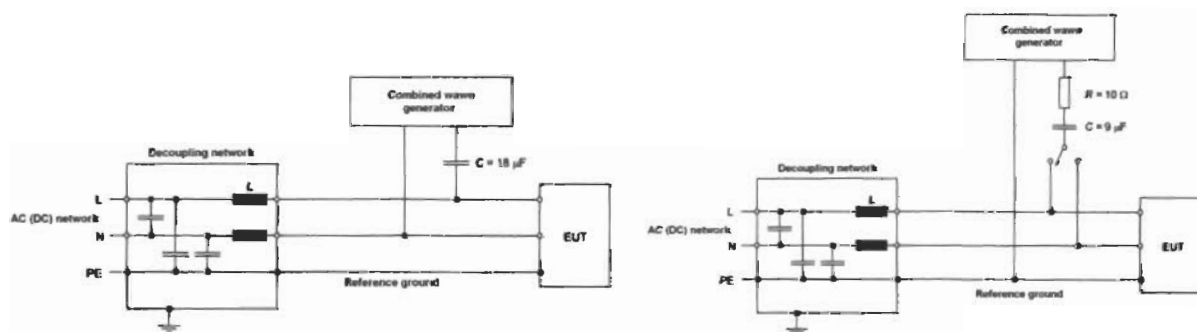 Combined wawe
generator
C = 18 µF
Decoupling network
L
L
AC (DC) network
N
EUT
PE
Reference ground
Combined wawo
generator
R = 10 Ω
C = 9 µF
Decoupling network
L
L
AC (DC) network
N
EUT
PE
Reference ground